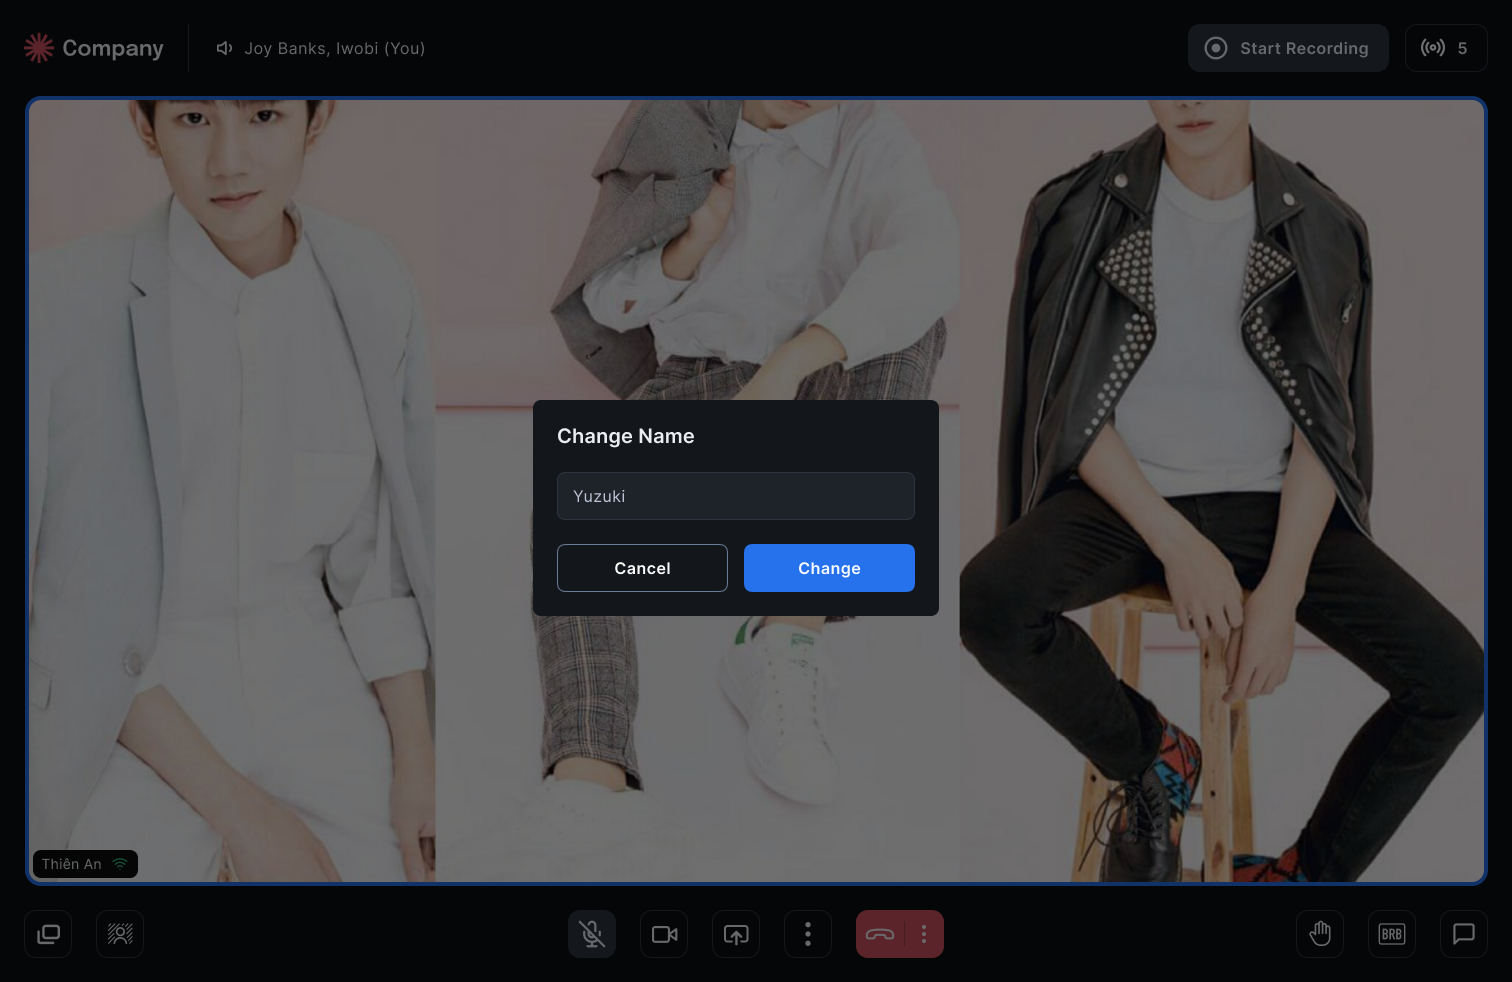 Company
Joy Banks, Iwobi (You)
Start Recording
5
Change Name
Yuzuki
Cancel
Change
Thiên An
BRB